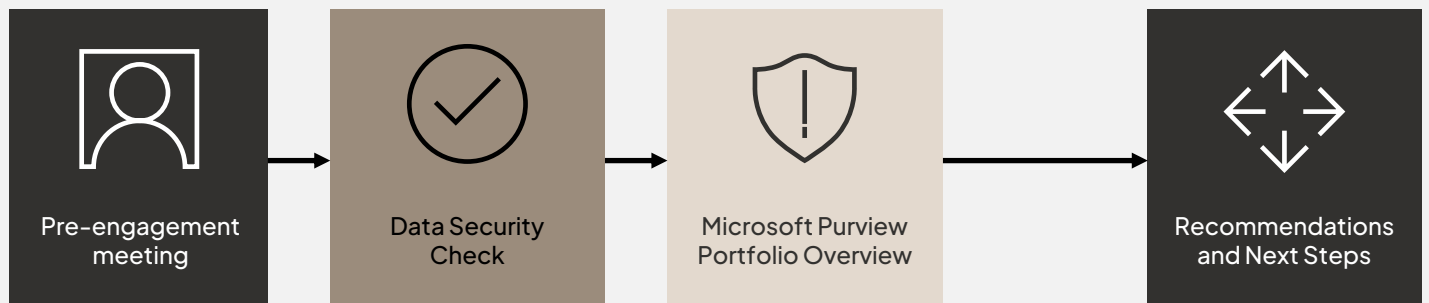 Pre-engagement
meeting
Data Security
Check
Microsoft Purview
Portfolio Overview
Recommendations
and Next Steps